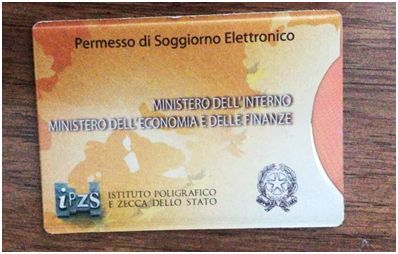 Permesso di Soggiorno Elettronico
MINISTERO DELL'INTERNO
MINISTERO DELL'ECONOMIA E DELLE FINANZE
iPZS
ISTITUTO POLIGRAFICO
E ZECCA DELLO STATO